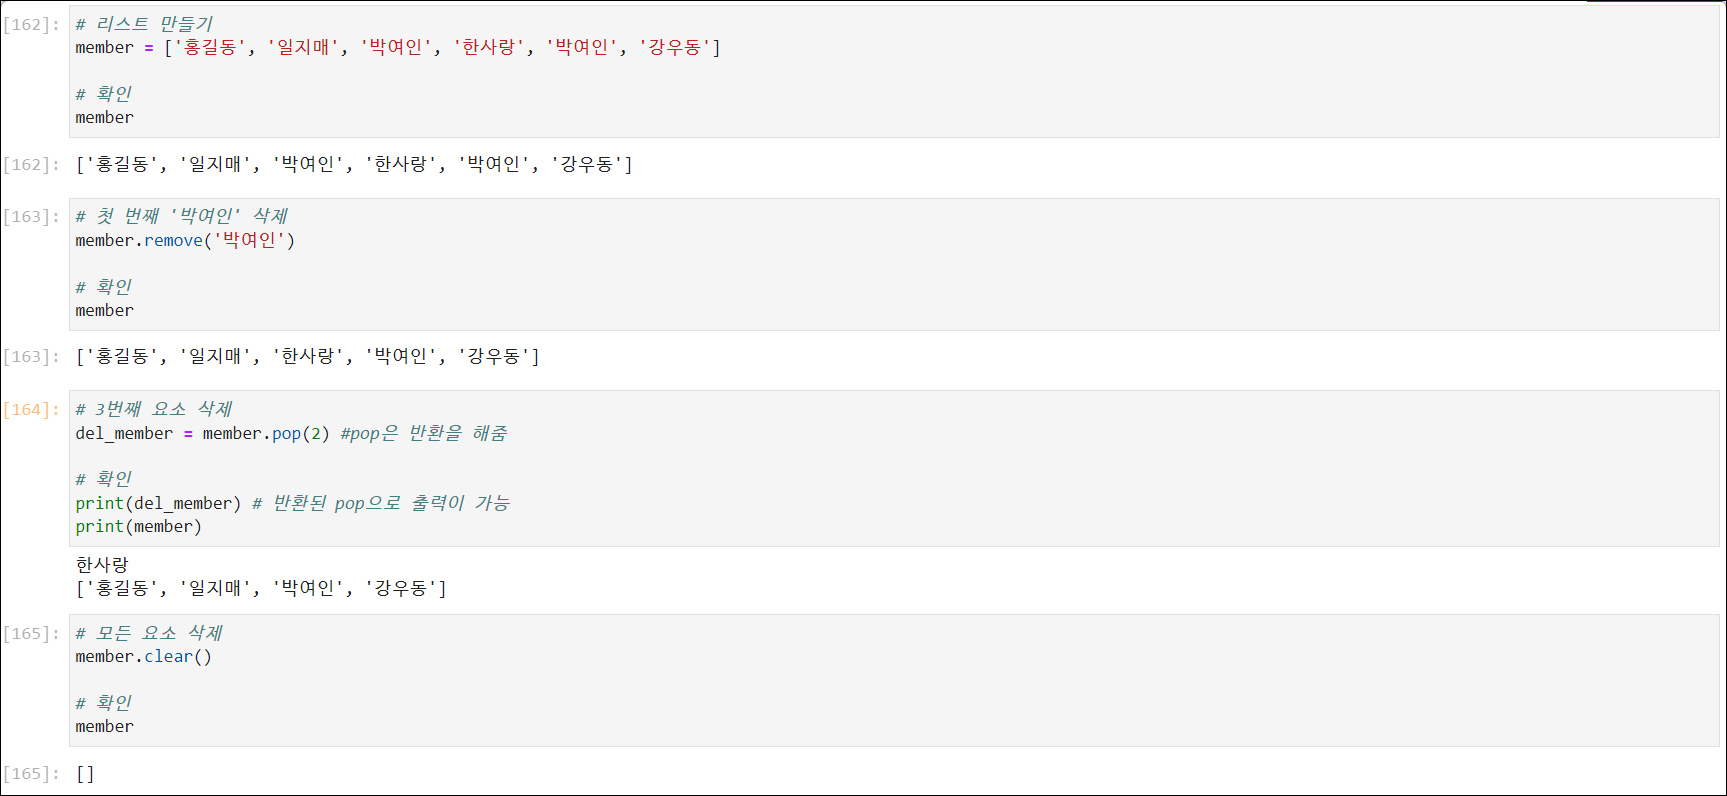 [162]: # 리스트 만들기
member = ['홍길동', '일지매', '박여인', '한사랑', '박여인', '강우동']
# 확인
member
[162]: ['홍길동', '일지매', '박여인', '한사랑', '박여인', '강우동']
[163]: # 첫 번째 '박여인' 삭제
member.remove('박여인')
# 확인
member
[163]: ['홍길동', '일지매', '한사랑', '박여인', '강우동']
[164]: # 3번째 요소 삭제
del_member = member.pop(2) #pop은 반환을 해줌
# 확인
print(del_member) # 반환된 pop으로 출력이 가능
print(member)
한사랑
['홍길동', '일지매', '박여인', '강우동']
[165]: # 모든 요소 삭제
member.clear()
# 확인
member
[165]: []